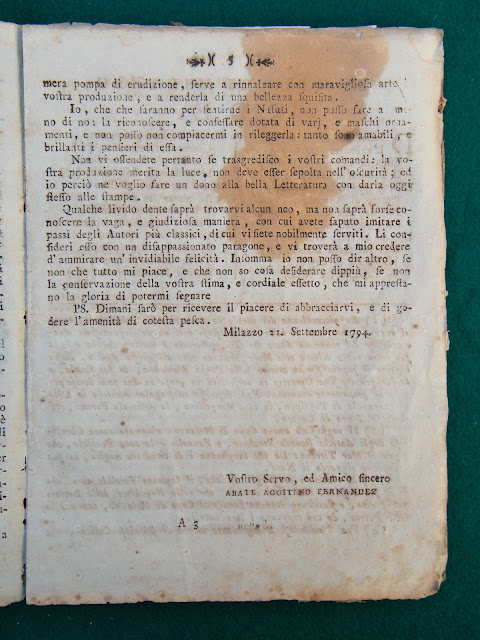 5
mera pompa di erudizione, serve a rinnalzare con maravigliosa arte
vostra produzione, e a renderla di una bellezza squisita.
Io, che che saranno per sentirne i Nasuti, non posso fare a me-
no di non la riconoscere, e confessare dotata di varj, e maschi orna-
menti, e non posso non compiacermi in rileggerla: tanto sono amabili, e
brillanti i pensieri di essa.
Non vi offendete pertanto se trasgredisco i vostri comandi: la vo-
stra produzione merita la luce, non deve esser sepolta nell'oscurità; ed
io perciò ne voglio fare un dono alla bella Letteratura con darla oggi
stesso alle stampe.
Qualche livido dente saprà trovarvi alcun neo, ma non saprà forse co-
noscere la vaga, e giudiziosa maniera, con cui avete saputo imitare i
passi degli Autori più classici, di cui vi siete nobilmente serviti. Li con-
sideri esso con un disappassionato paragone, e vi troverà a mio credere
d'ammirare un'invidiabile felicità. Insomma io non posso dir altro, se
non che tutto mi piace, e che non so cosa desiderare dippiù, se non
la conservazione della vostra stima, e cordiale affetto, che mi appresta-
no la gloria di potermi segnare
PS. Dimani sarò per ricevere il piacere di abbracciarvi, e di go-
dere l'amenità di cotesta pesca.
Milazzo 21. Settembre 1794.
Vostro Servo, ed Amico sincero
ABATE AGOSTINO FERNANDEZ
A 3